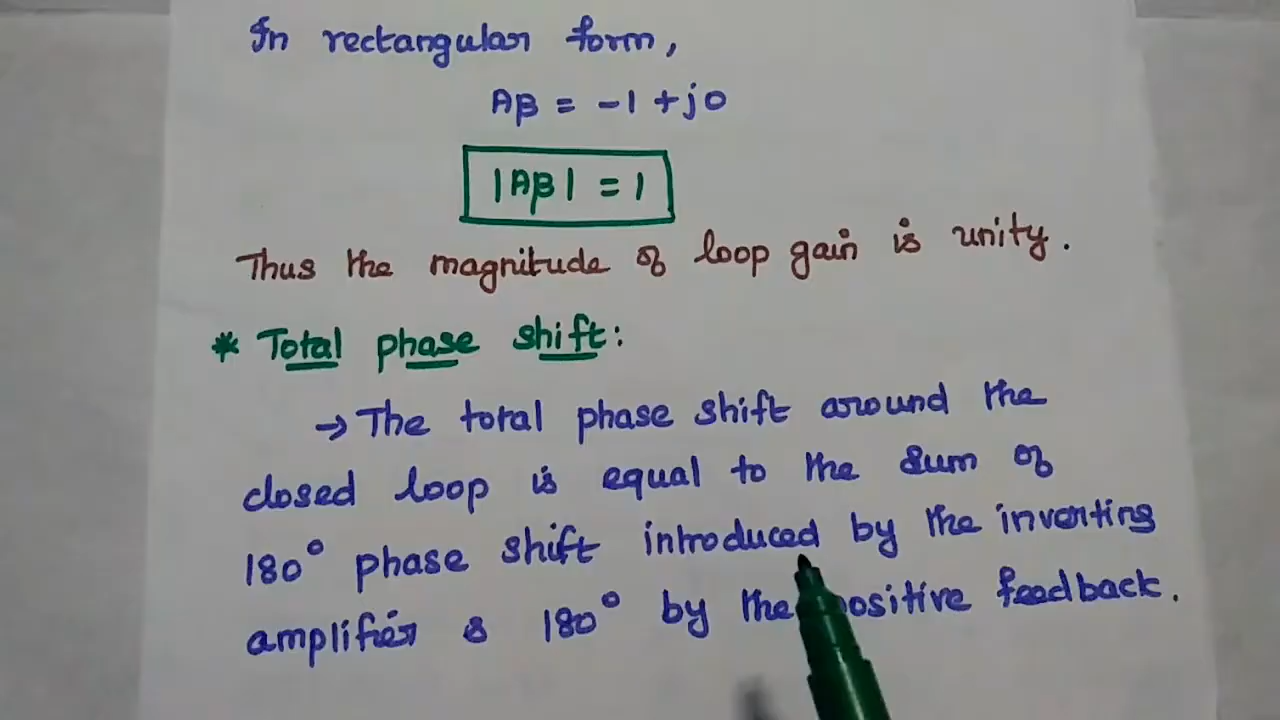 In rectangular form,
Aβ = -1 + j0
|Aβ| = 1
Thus the magnitude of loop gain is unity.
* Total phase shift:
→ The total phase shift around the
closed loop is equal to the sum of
180° phase shift introduced by the inverting
amplifier & 180° by the positive feedback.